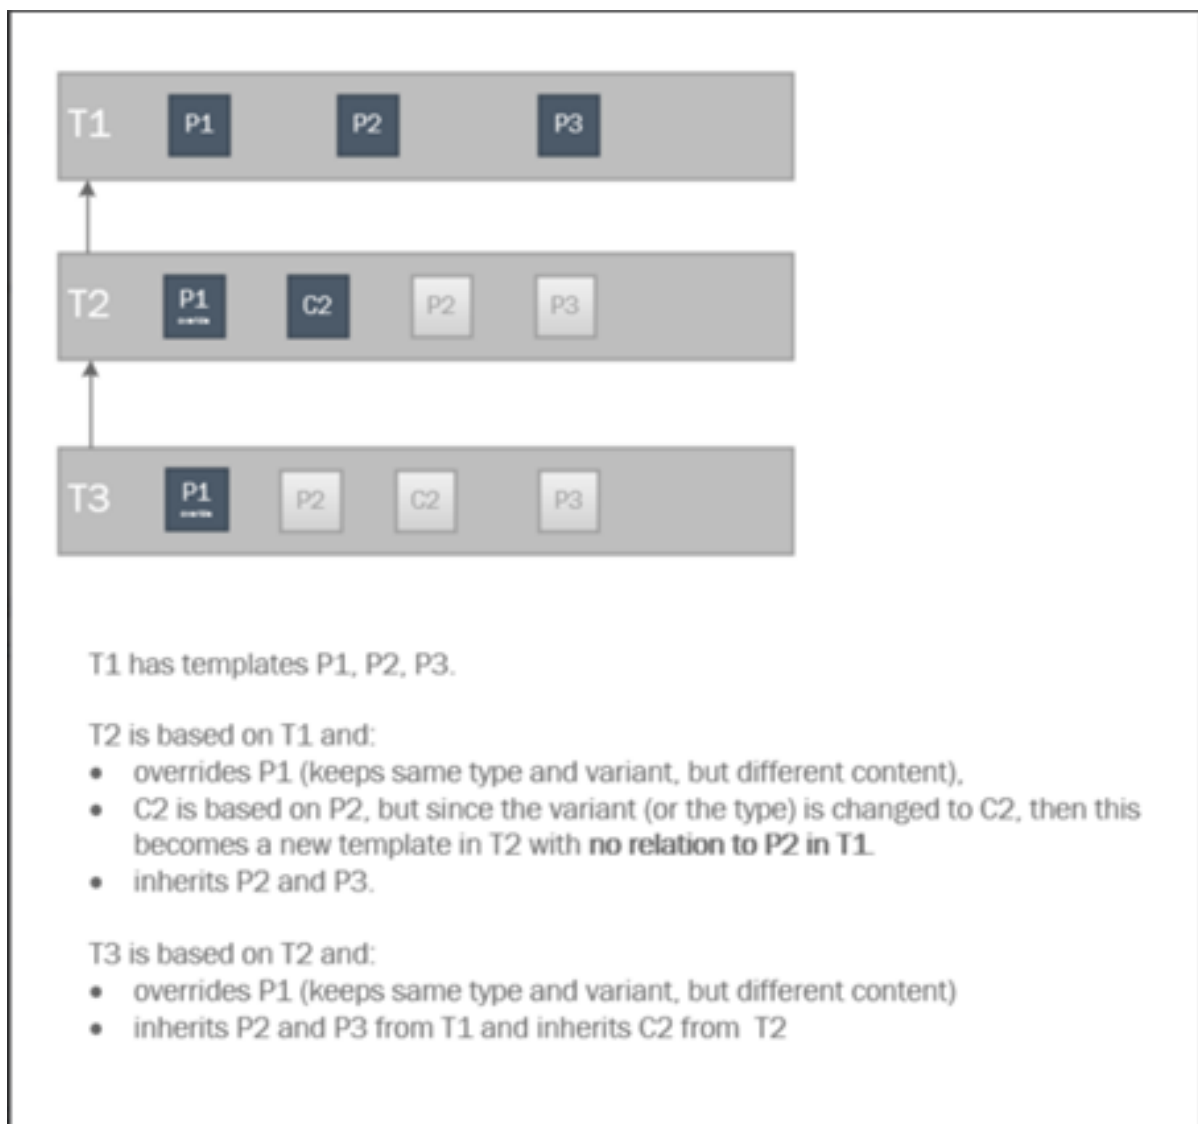 T1 P1 P2 P3
T2 P1 C2 P2 P3
override
T3 P1 P2 C2 P3
override
T1 has templates P1, P2, P3.
T2 is based on T1 and:
• overrides P1 (keeps same type and variant, but different content),
• C2 is based on P2, but since the variant (or the type) is changed to C2, then this
becomes a new template in T2 with no relation to P2 in T1.
• inherits P2 and P3.
T3 is based on T2 and:
• overrides P1 (keeps same type and variant, but different content)
• inherits P2 and P3 from T1 and inherits C2 from T2